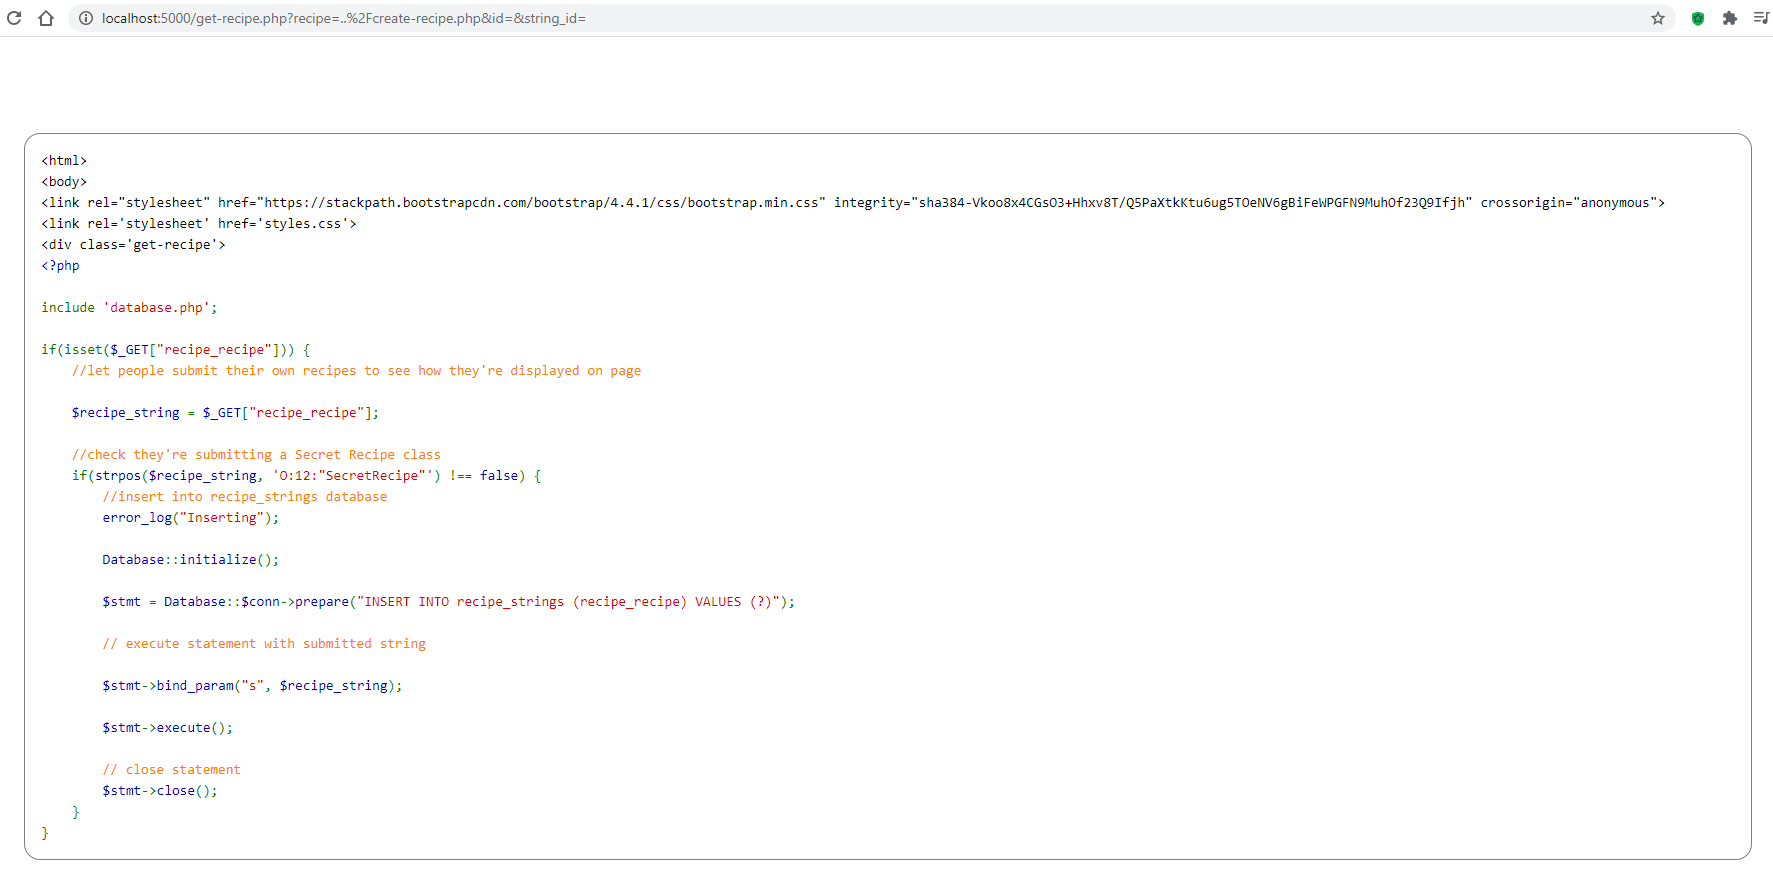 localhost:5000/get-recipe.php?recipe=..%2Fcreate-recipe.php&id=&string_id=
<html>
<body>
<link rel="stylesheet" href="https://stackpath.bootstrapcdn.com/bootstrap/4.4.1/css/bootstrap.min.css" integrity="sha384-Vkoo8x4CGsO3+Hhxv8T/Q5PaXtkKtu6ug5TOeNV6gBiFeWPGFN9MuhOf23Q9Ifjh" crossorigin="anonymous">
<link rel='stylesheet' href='styles.css'>
<div class='get-recipe'>
<?php
include 'database.php';
if(isset($_GET["recipe_recipe"])) {
    //let people submit their own recipes to see how they're displayed on page
    $recipe_string = $_GET["recipe_recipe"];
    //check they're submitting a Secret Recipe class
    if(strpos($recipe_string, 'O:12:"SecretRecipe"') !== false) {
        //insert into recipe_strings database
        error_log("Inserting");
        Database::initialize();
        $stmt = Database::$conn->prepare("INSERT INTO recipe_strings (recipe_recipe) VALUES (?)");
        // execute statement with submitted string
        $stmt->bind_param("s", $recipe_string);
        $stmt->execute();
        // close statement
        $stmt->close();
    }
}